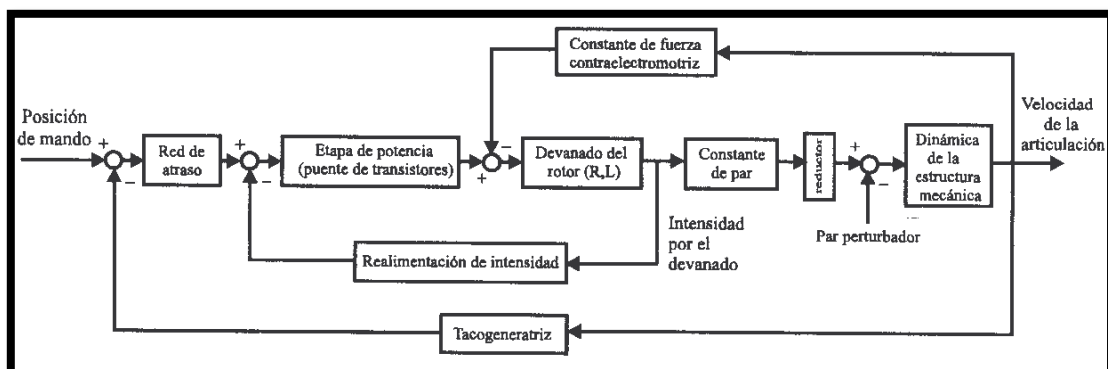 Constante de fuerza
contraelectromotriz
Posición
de mando
+
−
Red de
atraso
+
−
Etapa de potencia
(puente de transistores)
−
+
Devanado del
rotor (R,L)
Constante
de par
reductor
+
−
Dinámica
de la
estructura
mecánica
Velocidad
de la
articulación
Par perturbador
Intensidad
por el
devanado
Realimentación de intensidad
Tacogeneratriz